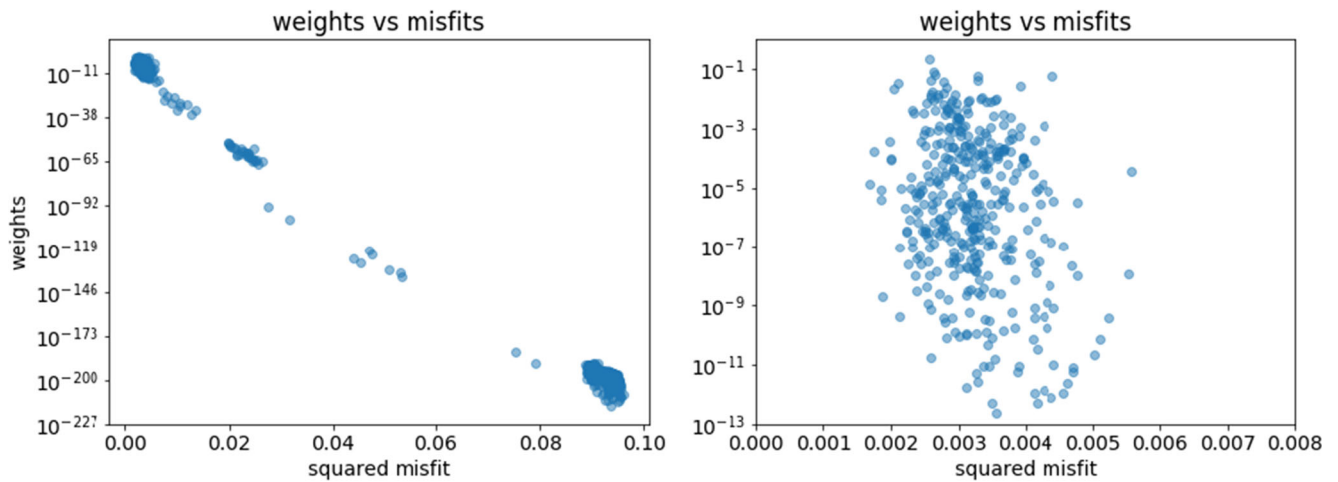 weights vs misfits
weights
10⁻¹¹
10⁻³⁸
10⁻⁶⁵
10⁻⁹²
10⁻¹¹⁹
10⁻¹⁴⁶
10⁻¹⁷³
10⁻²⁰⁰
10⁻²²⁷
0.00 0.02 0.04 0.06 0.08 0.10
squared misfit
weights vs misfits
10⁻¹
10⁻³
10⁻⁵
10⁻⁷
10⁻⁹
10⁻¹¹
10⁻¹³
0.000 0.001 0.002 0.003 0.004 0.005 0.006 0.007 0.008
squared misfit